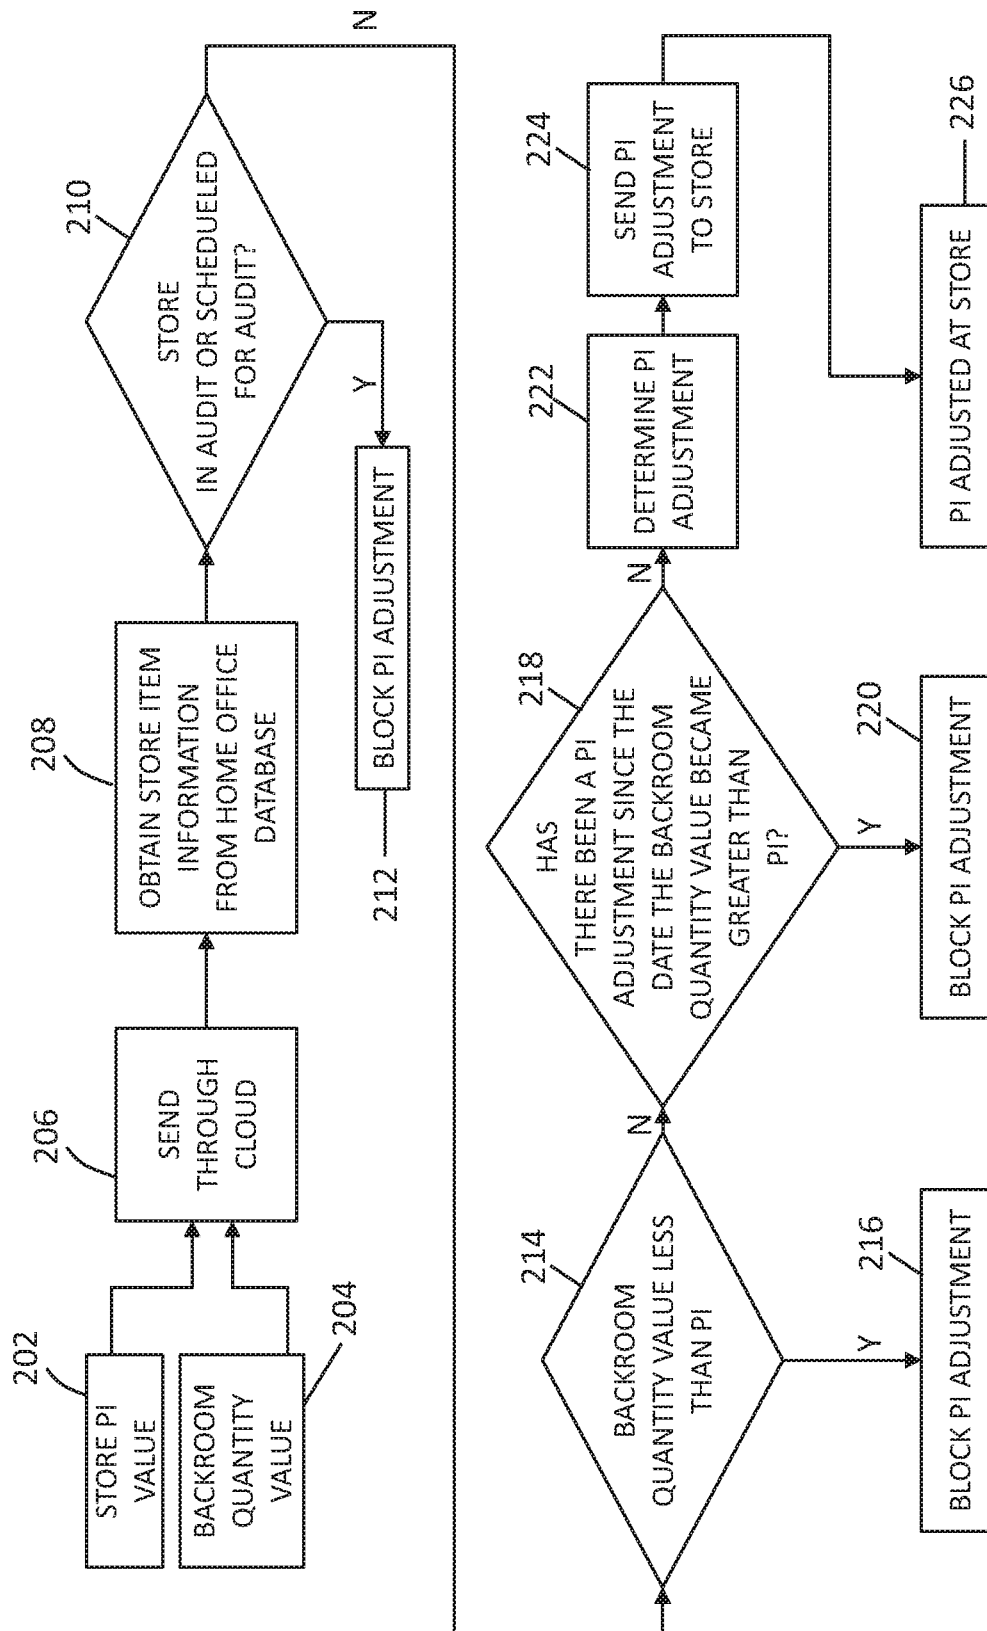 202
STORE PI
VALUE
BACKROOM
QUANTITY
VALUE
204
206
SEND
THROUGH
CLOUD
208
OBTAIN STORE ITEM
INFORMATION
FROM HOME OFFICE
DATABASE
210
STORE
IN AUDIT OR SCHEDUELED
FOR AUDIT?
Y
N
BLOCK PI ADJUSTMENT
212
214
BACKROOM
QUANTITY VALUE LESS
THAN PI
Y
N
216
BLOCK PI ADJUSTMENT
218
HAS
THERE BEEN A PI
ADJUSTMENT SINCE THE
DATE THE BACKROOM
QUANTITY VALUE BECAME
GREATER THAN
PI?
Y
N
220
BLOCK PI ADJUSTMENT
222
DETERMINE PI
ADJUSTMENT
224
SEND PI
ADJUSTMENT
TO STORE
PI ADJUSTED AT STORE
226